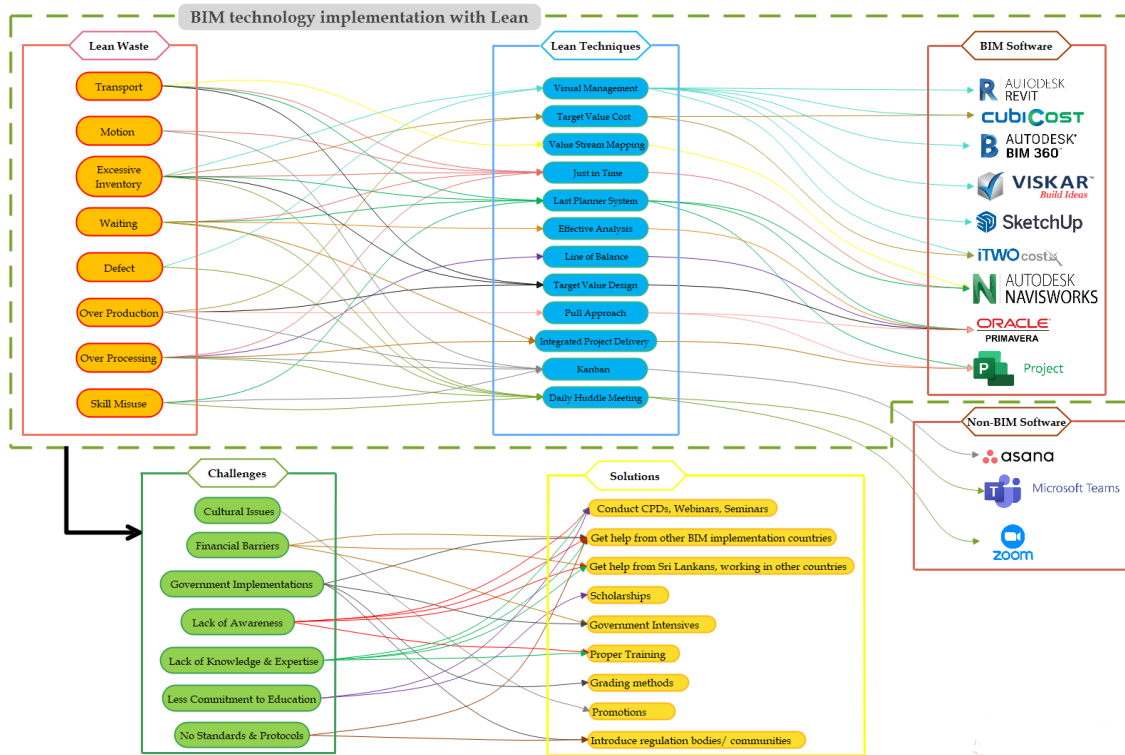 BIM technology implementation with Lean
Lean Waste
Transport
Motion
Excessive
Inventory
Waiting
Defect
Over Production
Over Processing
Skill Misuse
Lean Techniques
Visual Management
Target Value Cost
Value Stream Mapping
Just in Time
Last Planner System
Effective Analysis
Line of Balance
Target Value Design
Pull Approach
Integrated Project Delivery
Kanban
Daily Huddle Meeting
BIM Software
AUTODESK
REVIT
CUBICOST
AUTODESK
BIM 360
VISKAR
Build Ideas
SketchUp
iTWO costX
AUTODESK
NAVISWORKS
ORACLE
PRIMAVERA
P Project
Non-BIM Software
asana
Microsoft Teams
zoom
Challenges
Cultural Issues
Financial Barriers
Government Implementations
Lack of Awareness
Lack of Knowledge & Expertise
Less Commitment to Education
No Standards & Protocols
Solutions
Conduct CPDs, Webinars, Seminars
Get help from other BIM implementation countries
Get help from Sri Lankans, working in other countries
Scholarships
Government Intensives
Proper Training
Grading methods
Promotions
Introduce regulation bodies/ communities